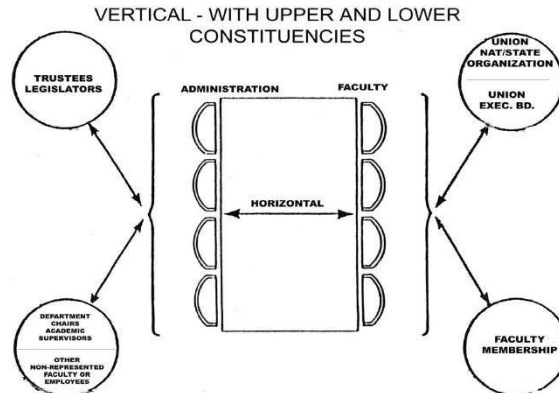 VERTICAL - WITH UPPER AND LOWER
CONSTITUENCIES
TRUSTEES
LEGISLATORS
UNION
NAT/STATE
ORGANIZATION
UNION
EXEC. BD.
ADMINISTRATION
FACULTY
HORIZONTAL
DEPARTMENT
CHAIRS
ACADEMIC
SUPERVISORS
OTHER
NON-REPRESENTED
FACULTY OR
EMPLOYEES
FACULTY
MEMBERSHIP